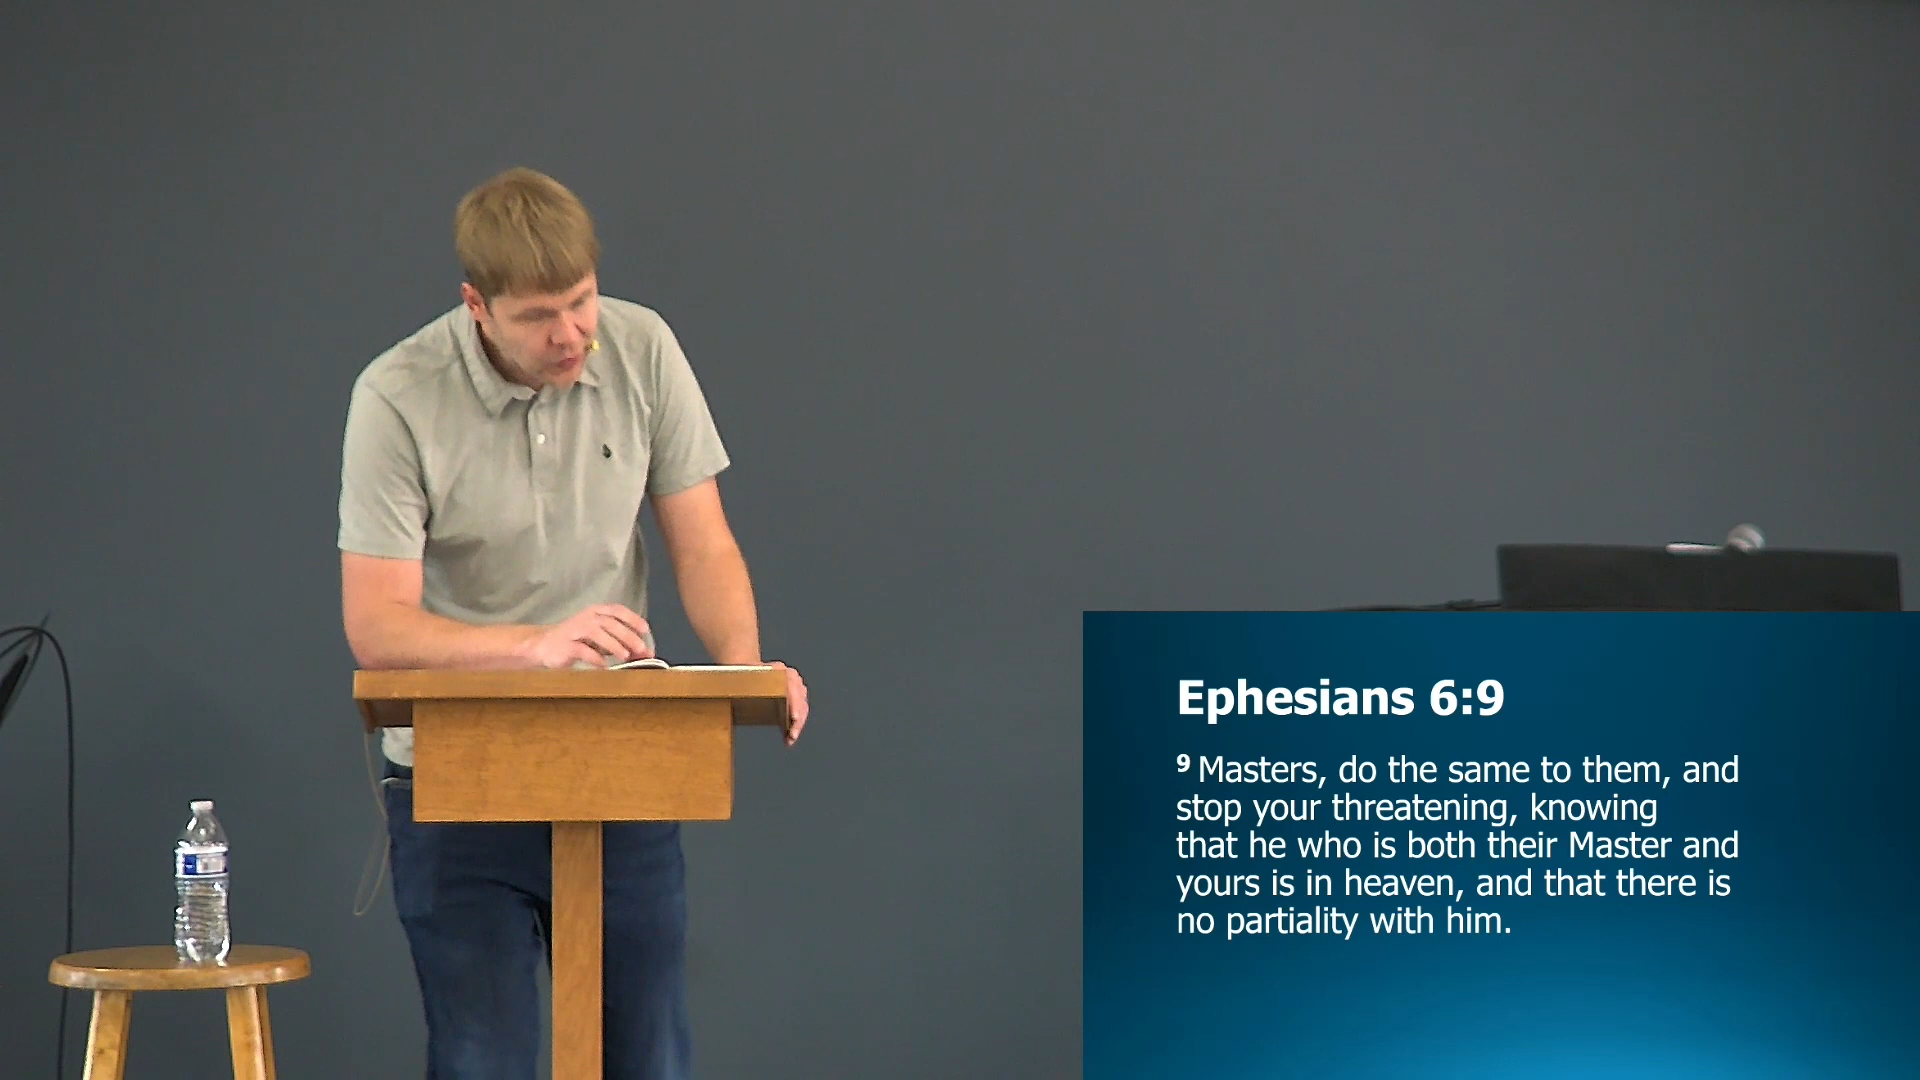 Ephesians 6:9
9 Masters, do the same to them, and
stop your threatening, knowing
that he who is both their Master and
yours is in heaven, and that there is
no partiality with him.